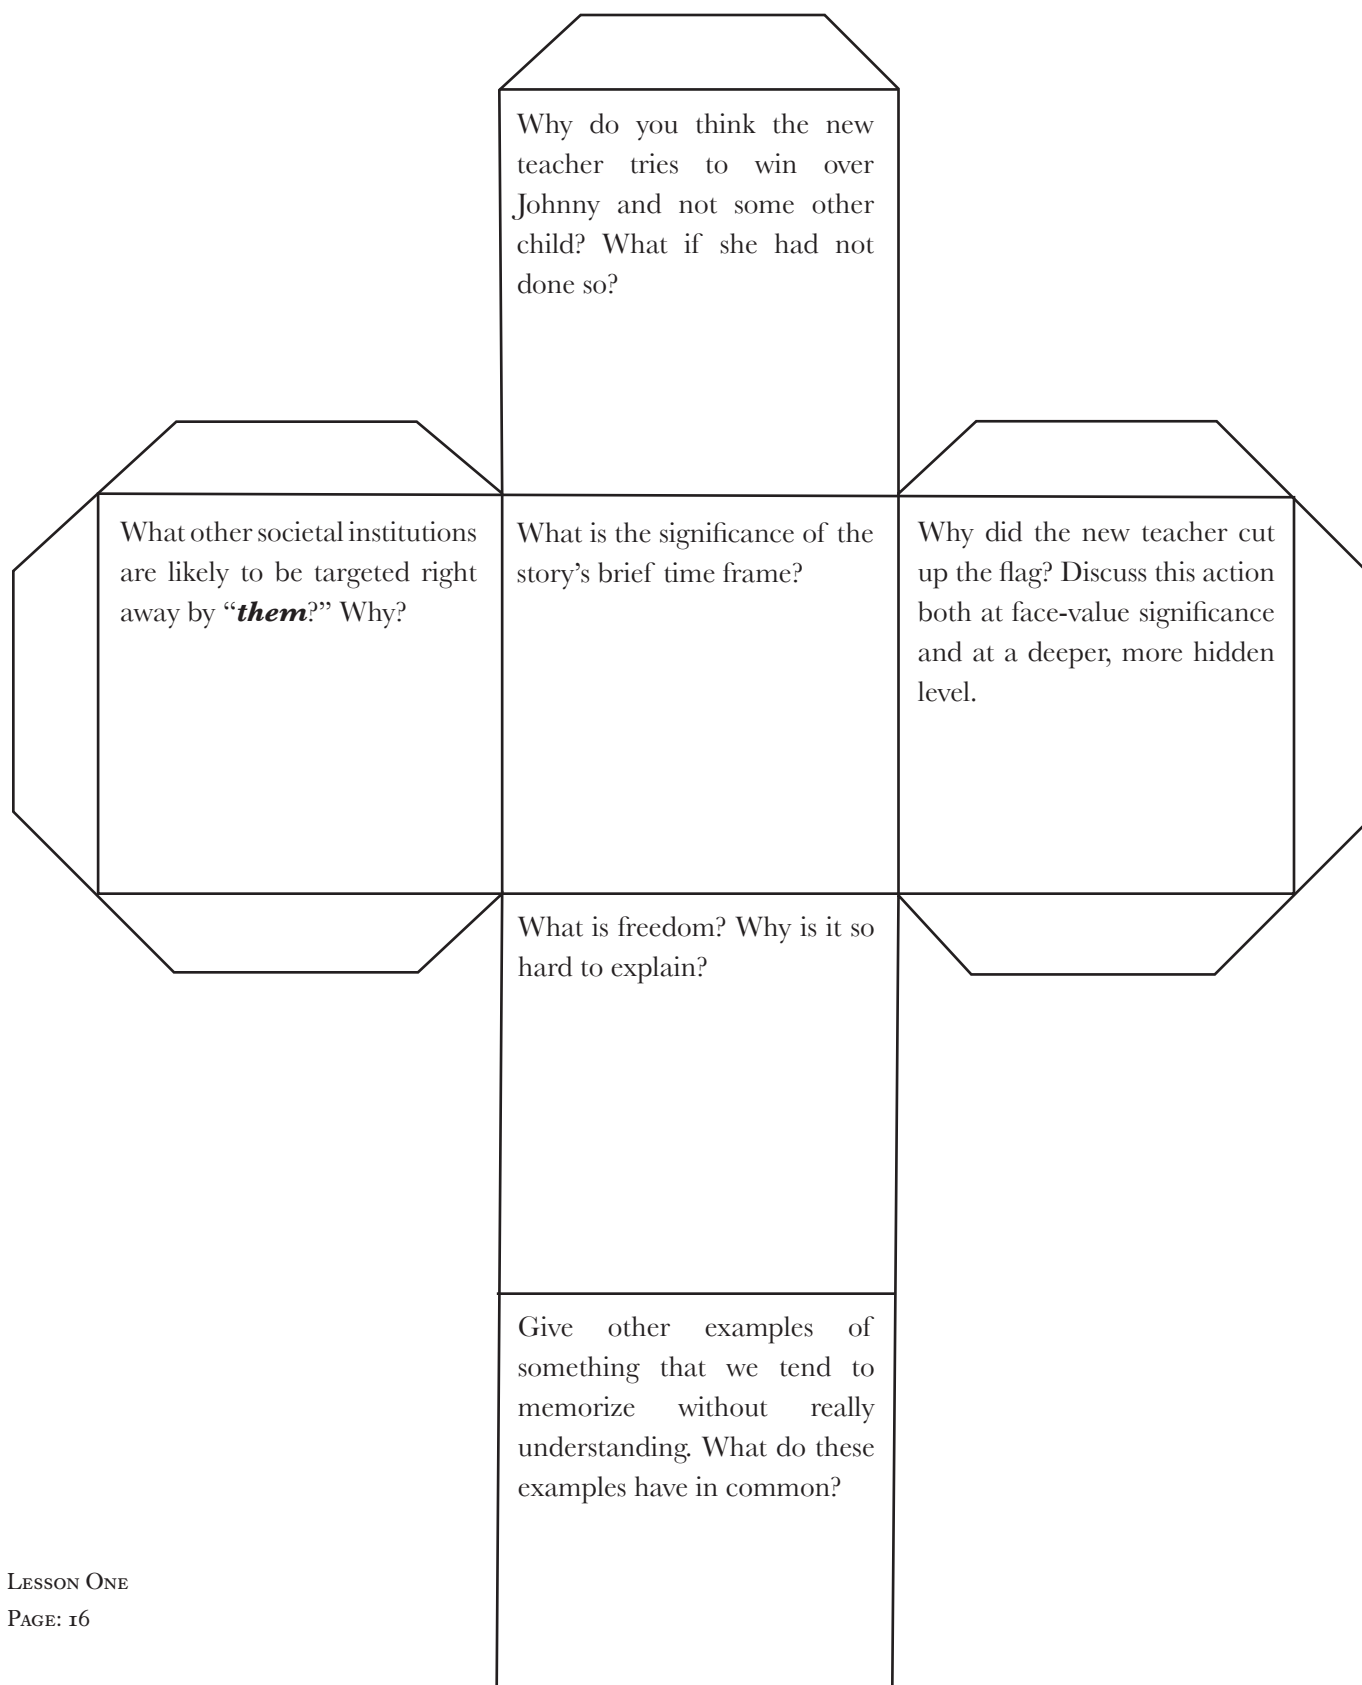 Why do you think the new
teacher tries to win over
Johnny and not some other
child? What if she had not
done so?
What other societal institutions
are likely to be targeted right
away by “them?” Why?
What is the significance of the
story’s brief time frame?
Why did the new teacher cut
up the flag? Discuss this action
both at face-value significance
and at a deeper, more hidden
level.
What is freedom? Why is it so
hard to explain?
Give other examples of
something that we tend to
memorize without really
understanding. What do these
examples have in common?
Lesson One
Page: 16